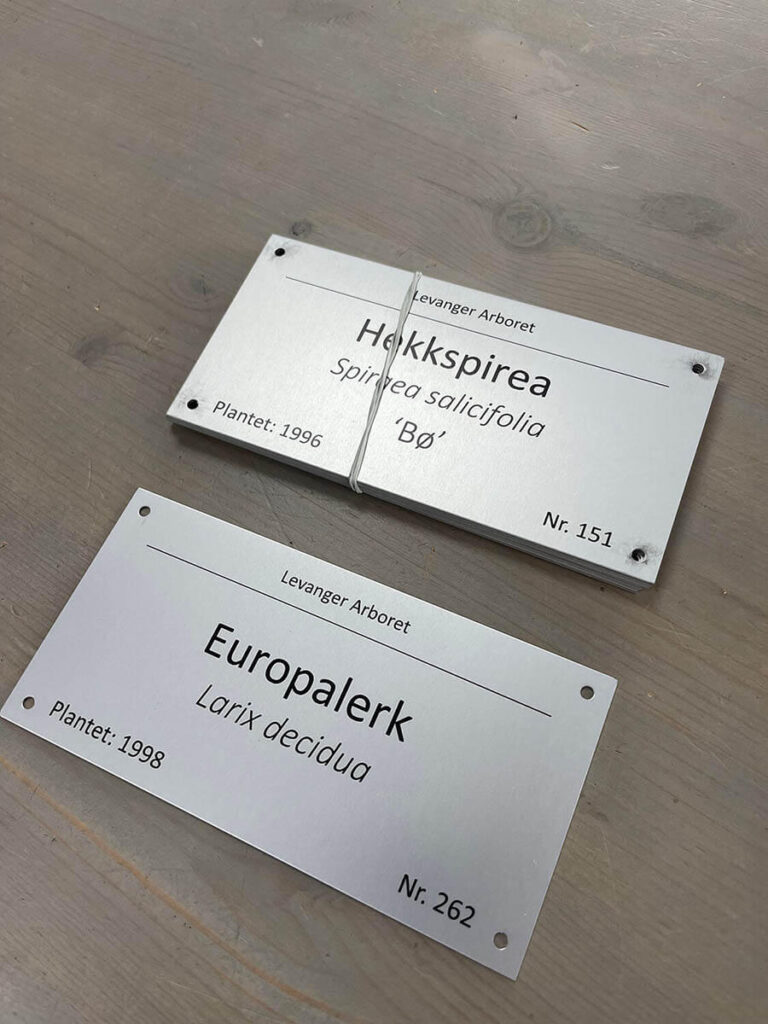 Levanger Arboret
Hekkspirea
Spiraea salicifolia
‘Bø’
Plantet: 1996
Nr. 151
Levanger Arboret
Europalerk
Larix decidua
Plantet: 1998
Nr. 262